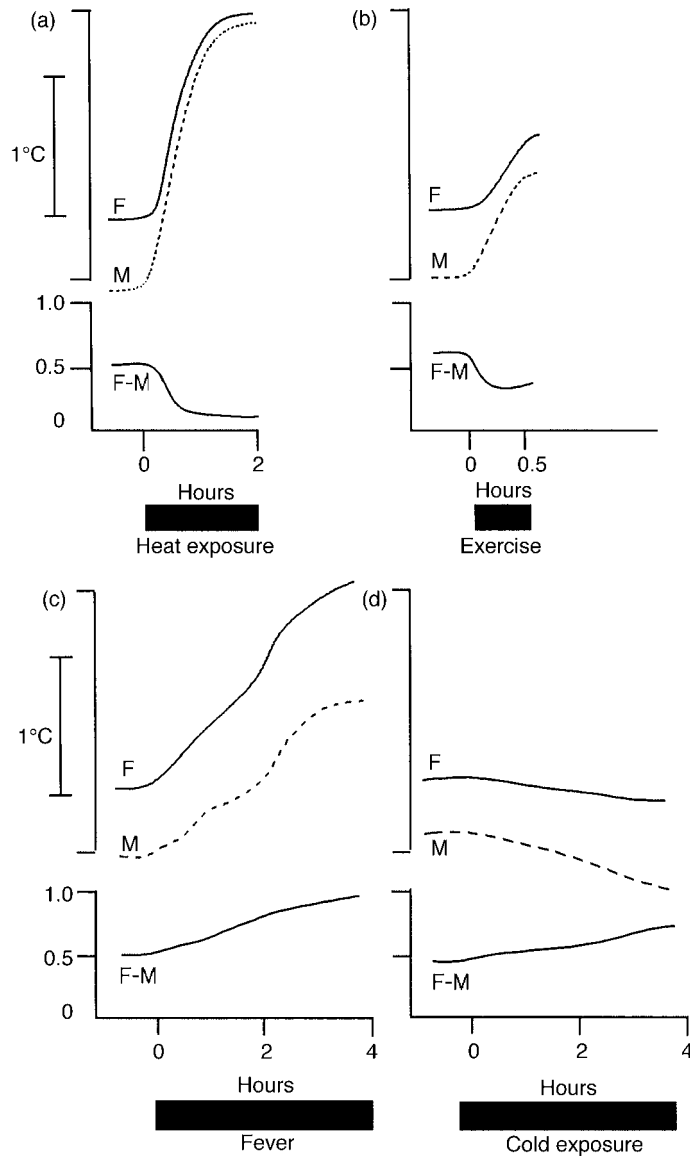 (a)
1°C
F
M
1.0
0.5
F-M
0
0 2
Hours
Heat exposure
(b)
F
M
F-M
0 0.5
Hours
Exercise
(c)
1°C
F
M
1.0
0.5
F-M
0
0 2 4
Hours
Fever
(d)
F
M
F-M
0 2 4
Hours
Cold exposure